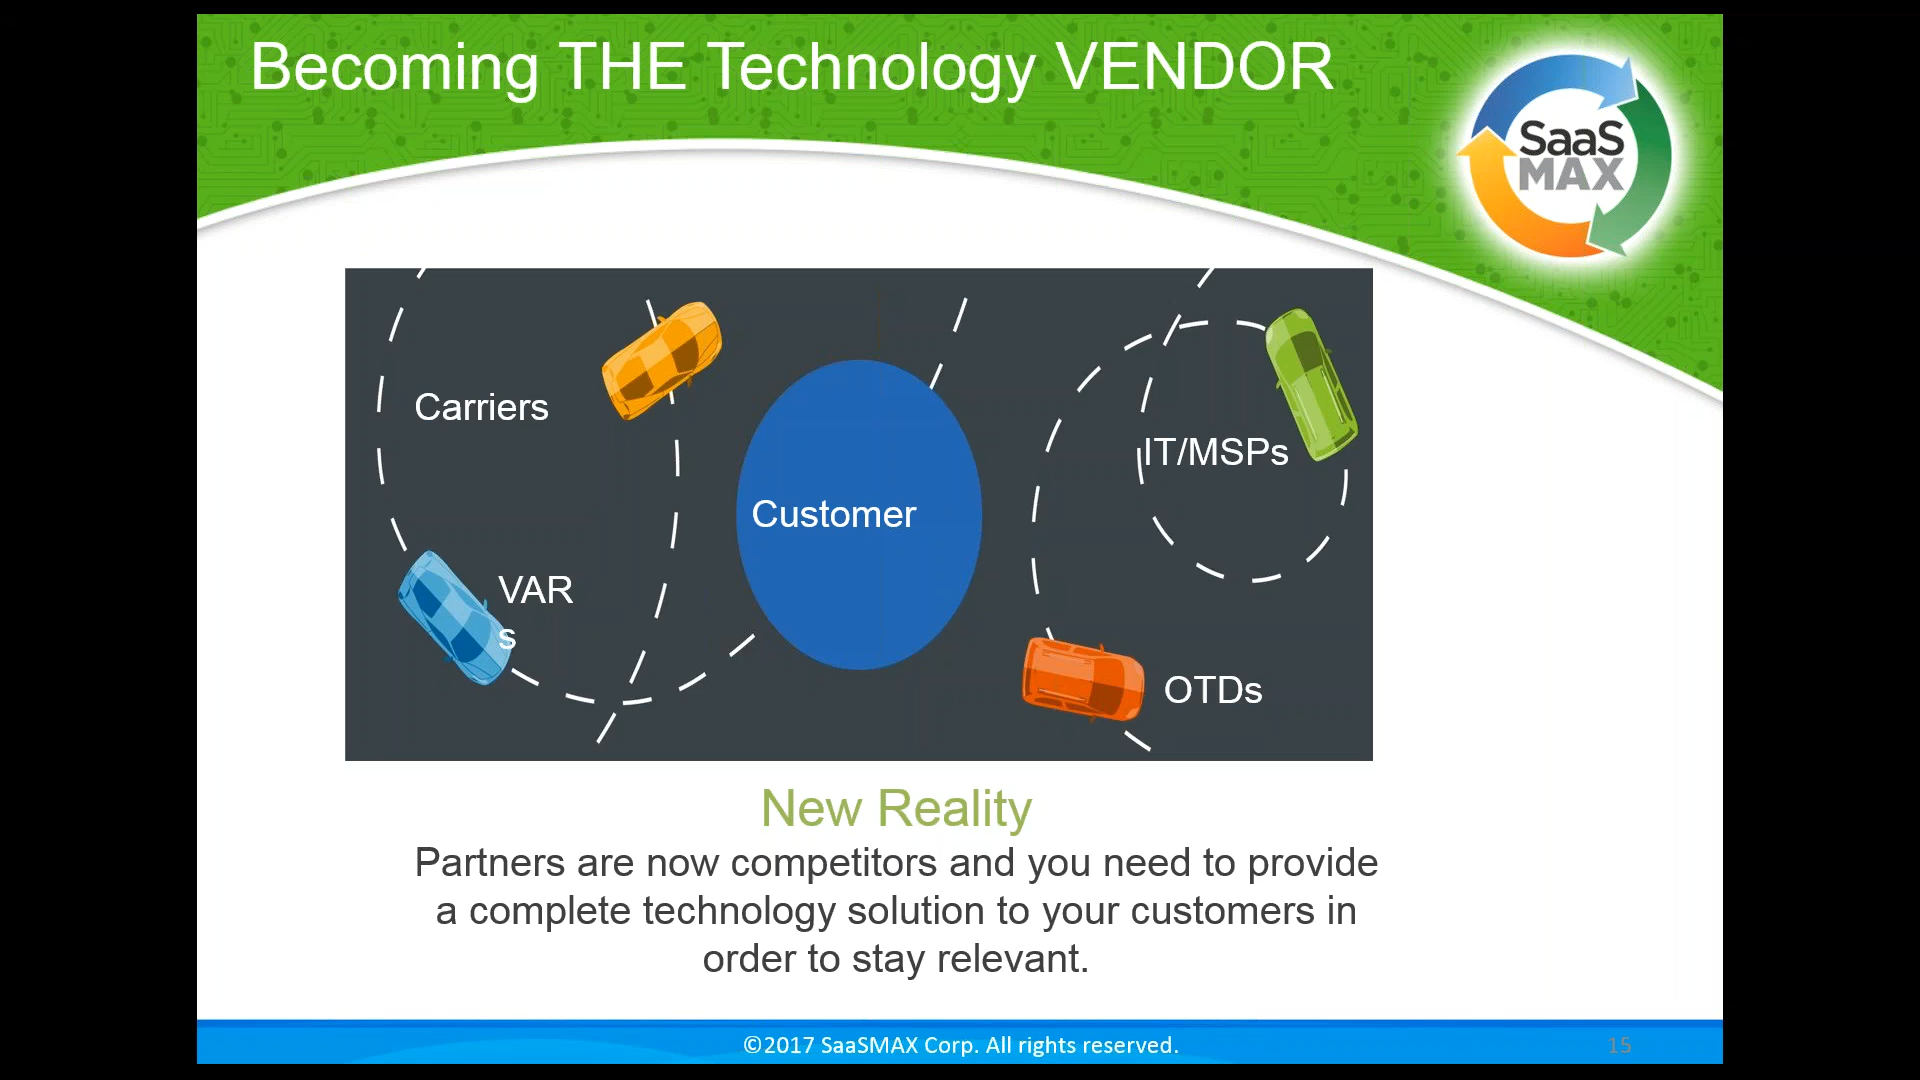 Becoming THE Technology VENDOR
SaaS
MAX
Carriers
IT/MSPs
Customer
VAR
s
OTDs
New Reality
Partners are now competitors and you need to provide
a complete technology solution to your customers in
order to stay relevant.
©2017 SaaSMAX Corp. All rights reserved.
15